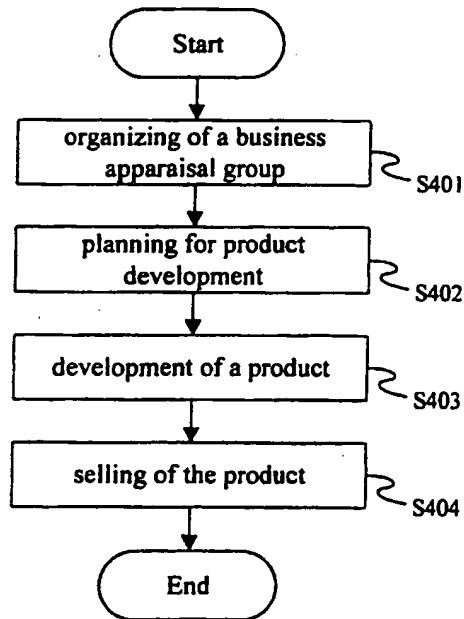 Start
organizing of a business
apparaisal group
S401
planning for product
development
S402
development of a product
S403
selling of the product
S404
End